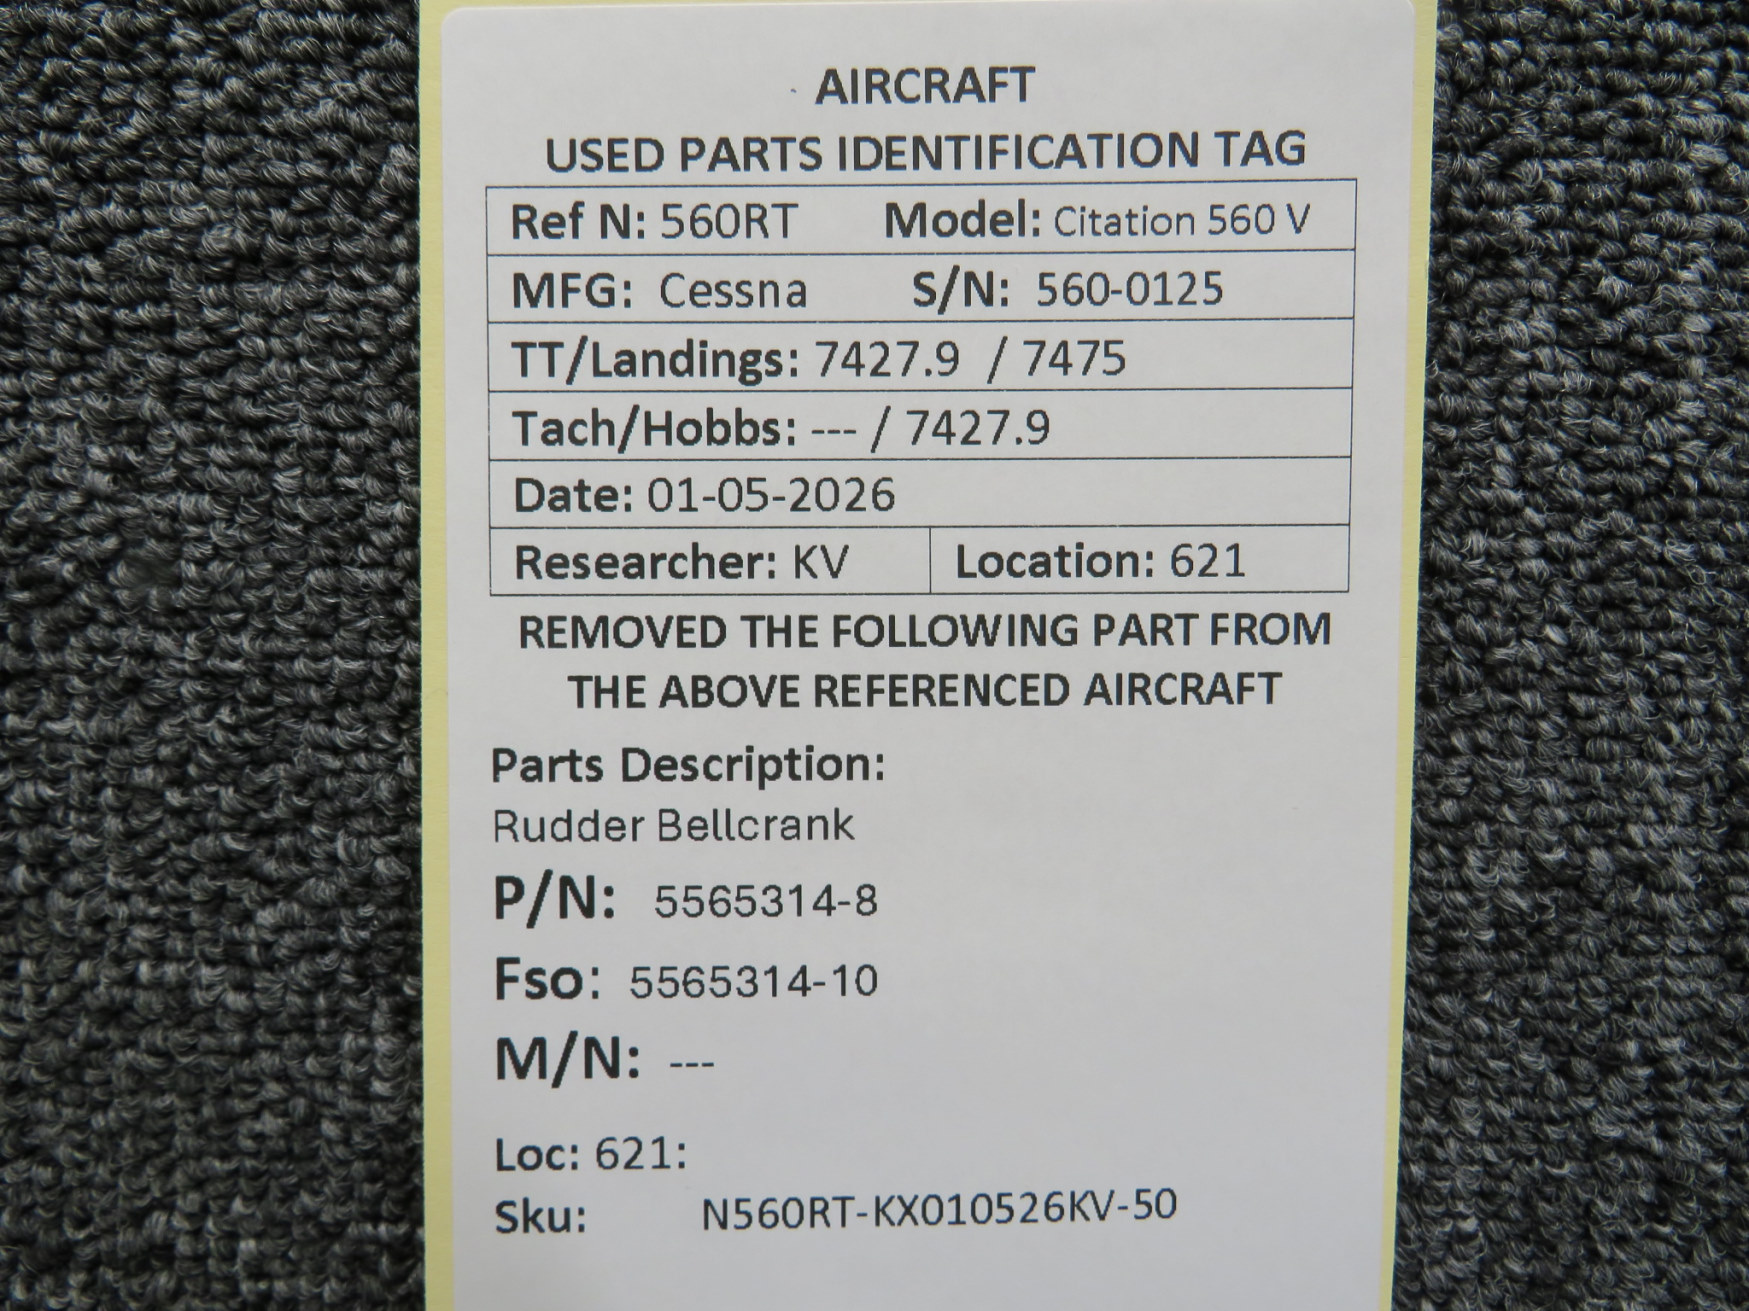 AIRCRAFT
USED PARTS IDENTIFICATION TAG
Ref N: 560RT Model: Citation 560 V
MFG: Cessna S/N: 560-0125
TT/Landings: 7427.9 / 7475
Tach/Hobbs: --- / 7427.9
Date: 01-05-2026
Researcher: KV Location: 621
REMOVED THE FOLLOWING PART FROM
THE ABOVE REFERENCED AIRCRAFT
Parts Description:
Rudder Bellcrank
P/N: 5565314-8
Fso: 5565314-10
M/N: ---
Loc: 621:
Sku: N560RT-KX010526KV-50